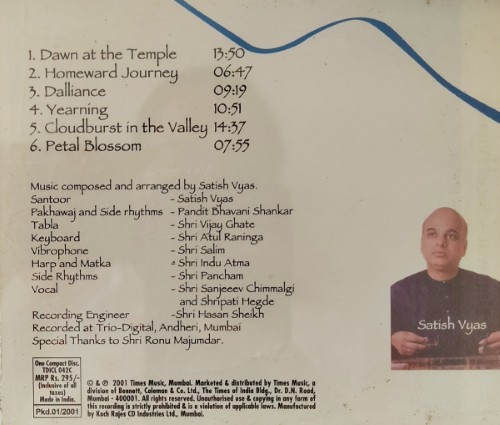 1. Dawn at the Temple 13:50
2. Homeward Journey 06:47
3. Dalliance 09:19
4. Yearning 10:51
5. Cloudburst in the Valley 14:37
6. Petal Blossom 07:55
Music composed and arranged by Satish Vyas.
Santoor - Satish Vyas
Pakhawaj and Side rhythms - Pandit Bhavani Shankar
Tabla - Shri Vijay Ghate
Keyboard - Shri Atul Raninga
Vibrophone - Shri Salim
Harp and Matka - Shri Indu Atma
Side Rhythms - Shri Pancham
Vocal - Shri Sanjeeev Chimmalgi
and Shripati Hegde
Recording Engineer -Shri Hasan Sheikh
Recorded at Trio-Digital, Andheri, Mumbai
Special Thanks to Shri Ronu Majumdar.
Satish Vyas
One Compact Disc.
TDICL 042C
MRP Rs. 295/-
(Inclusive of all
taxes)
Made in India.
Pkd.01/2001
© & ℗ 2001 Times Music, Mumbai. Marketed & distributed by Times Music, a
division of Bennett, Coleman & Co. Ltd., The Times of India Bldg., Dr. D.N. Road,
Mumbai - 400001. All rights reserved. Unauthorised use & copying in any form of
this recording is strictly prohibited & is a violation of applicable laws. Manufactured
by Koch Rajes CD Industries Ltd., Mumbai.